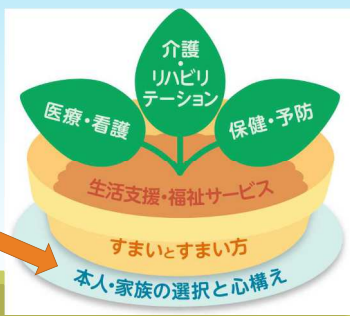 介護
・
リハビリ
テーション
医療・看護
保健・予防
生活支援・福祉サービス
すまいとすまい方
本人・家族の選択と心構え